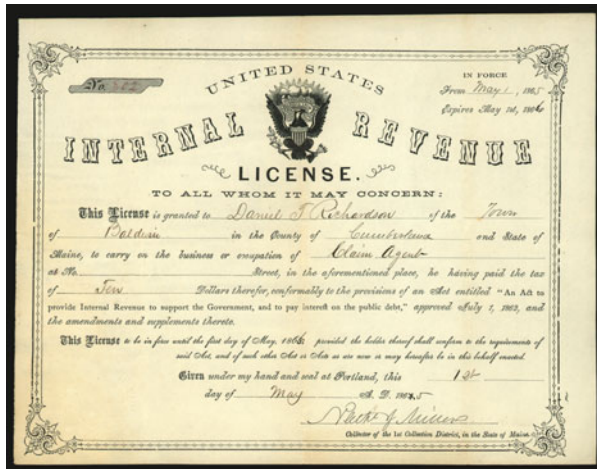 No. 302
UNITED STATES
IN FORCE
From May 1, 1865
Expires May 1st, 1866
INTERNAL REVENUE
LICENSE.
TO ALL WHOM IT MAY CONCERN:
This License is granted to Daniel T Richardson of the Town
of Baldwin in the County of Cumberland and State of
Maine, to carry on the business or occupation of Claim Agent
at No. Street, in the aforementioned place, he having paid the tax
of Ten Dollars therefor, conformably to the provisions of an Act entitled "An Act to
provide Internal Revenue to support the Government, and to pay interest on the public debt," approved July 1, 1862, and
the amendments and supplements thereto.
This License to be in force until the first day of May, 1866 provided the holder thereof shall conform to the requirements of
said Act, and of such other Act or Acts as are now or may hereafter be in this behalf enacted.
Given under my hand and seal at Portland, this 1st
day of May A. D. 1865
Nath'l J Miller
Collector of the 1st Collection District, in the State of Maine.